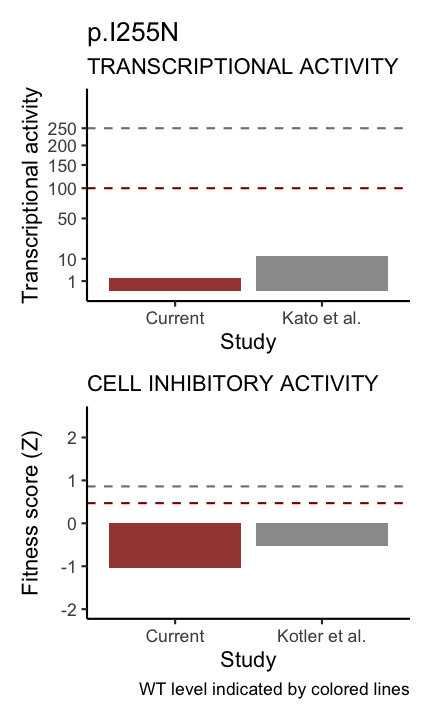 p.I255N
TRANSCRIPTIONAL ACTIVITY
Transcriptional activity
250
200
150
100
50
10
1
Current
Kato et al.
Study
CELL INHIBITORY ACTIVITY
Fitness score (Z)
2
1
0
-1
-2
Current
Kotler et al.
Study
WT level indicated by colored lines